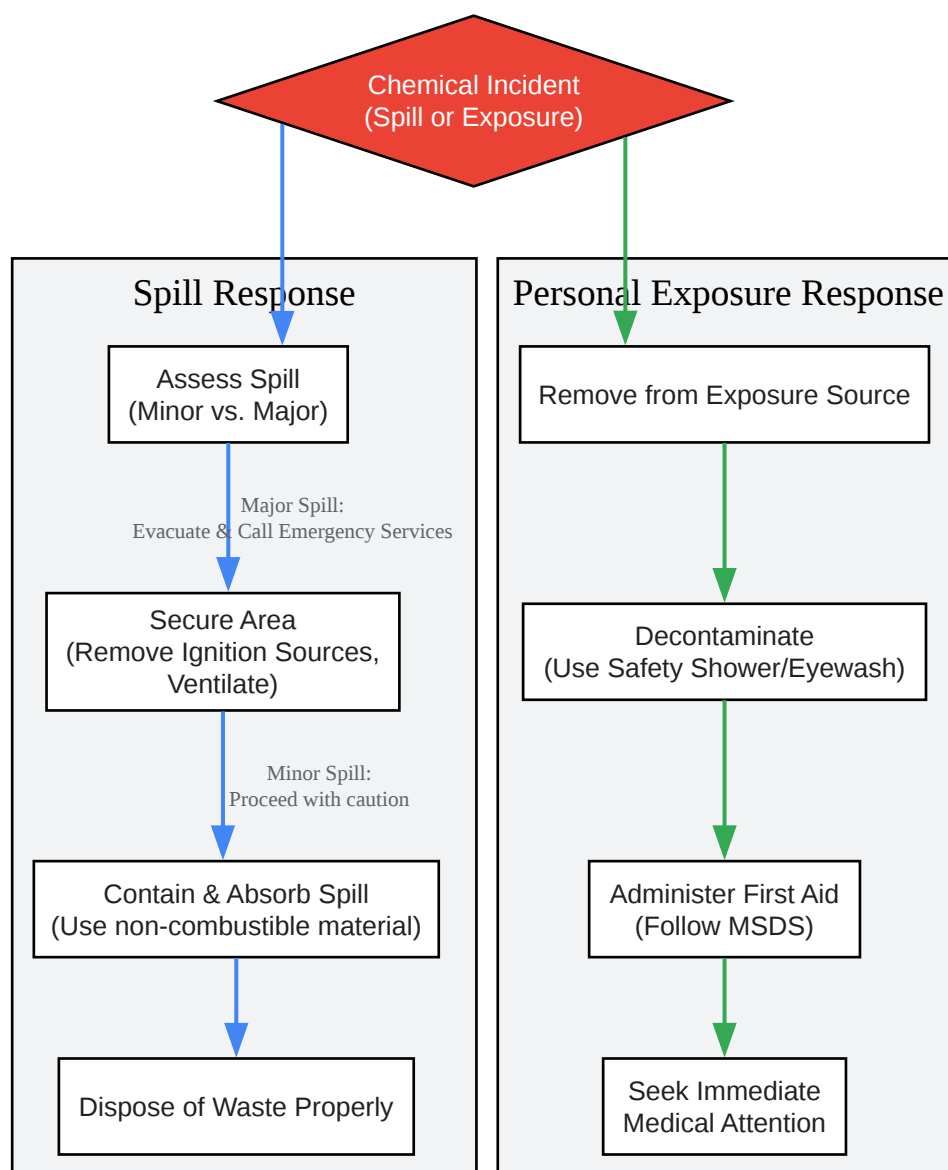 Chemical Incident
(Spill or Exposure)
Spill Response
Assess Spill
(Minor vs. Major)
Major Spill:
Evacuate & Call Emergency Services
Secure Area
(Remove Ignition Sources,
Ventilate)
Minor Spill:
Proceed with caution
Contain & Absorb Spill
(Use non-combustible material)
Dispose of Waste Properly
Personal Exposure Response
Remove from Exposure Source
Decontaminate
(Use Safety Shower/Eyewash)
Administer First Aid
(Follow MSDS)
Seek Immediate
Medical Attention